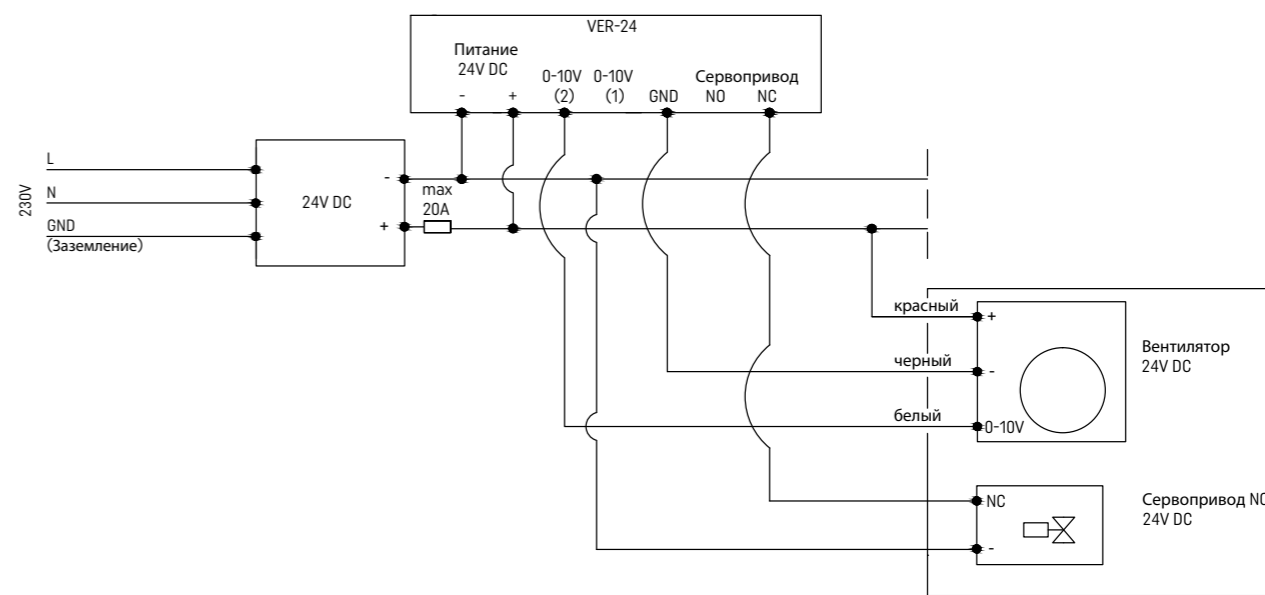 VER-24
Питание
24V DC
0-10V
(2)
0-10V
(1)
GND
Сервопривод
NO
NC
-
+
230V
L
N
GND
(Заземление)
24V DC
-
+
max
20A
красный
+
черный
-
белый
0-10V
Вентилятор
24V DC
NC
-
Сервопривод NC
24V DC